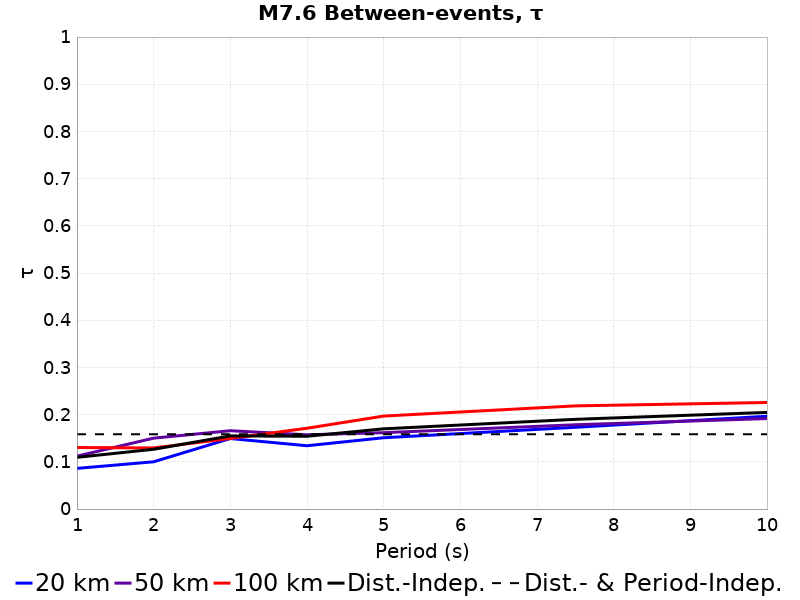 M7.6 Between-events, τ
1
0.9
0.8
0.7
0.6
0.5
0.4
0.3
0.2
0.1
0
τ
1 2 3 4 5 6 7 8 9 10
Period (s)
20 km 50 km 100 km Dist.-Indep. Dist.- & Period-Indep.